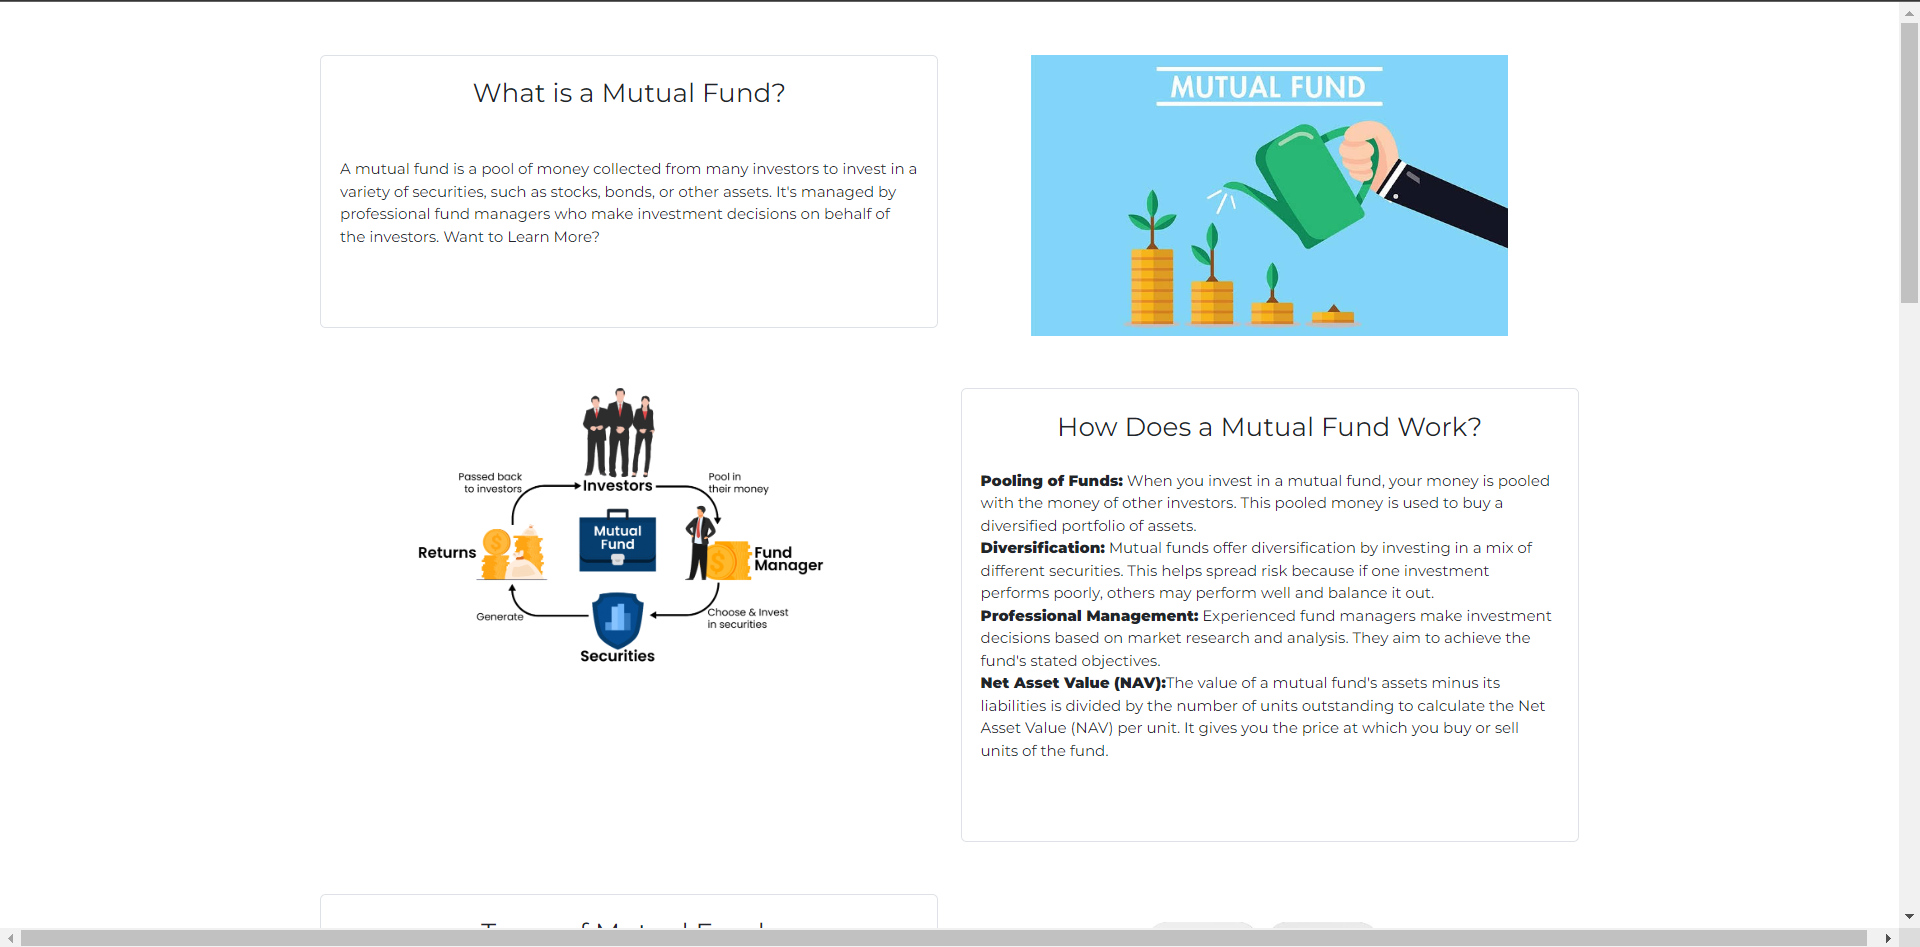 What is a Mutual Fund?
A mutual fund is a pool of money collected from many investors to invest in a
variety of securities, such as stocks, bonds, or other assets. It's managed by
professional fund managers who make investment decisions on behalf of
the investors. Want to Learn More?
MUTUAL FUND
Investors
Passed back
to investors
Pool in
their money
Mutual
Fund
Returns
Fund
Manager
Generate
Choose & Invest
in securities
Securities
How Does a Mutual Fund Work?
Pooling of Funds: When you invest in a mutual fund, your money is pooled
with the money of other investors. This pooled money is used to buy a
diversified portfolio of assets.
Diversification: Mutual funds offer diversification by investing in a mix of
different securities. This helps spread risk because if one investment
performs poorly, others may perform well and balance it out.
Professional Management: Experienced fund managers make investment
decisions based on market research and analysis. They aim to achieve the
fund's stated objectives.
Net Asset Value (NAV):The value of a mutual fund's assets minus its
liabilities is divided by the number of units outstanding to calculate the Net
Asset Value (NAV) per unit. It gives you the price at which you buy or sell
units of the fund.